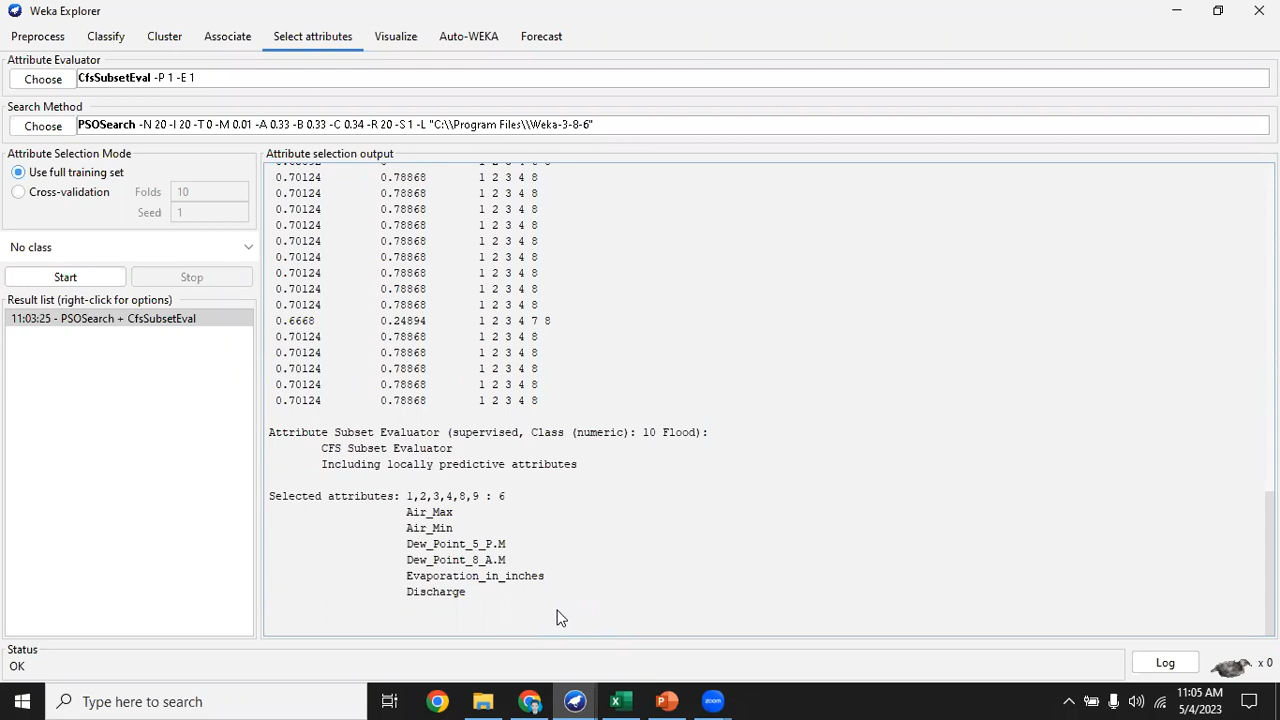 Weka Explorer
Preprocess Classify Cluster Associate Select attributes Visualize Auto-WEKA Forecast
Attribute Evaluator
Choose CfsSubsetEval -P 1 -E 1
Search Method
Choose PSOSearch -N 20 -I 20 -T 0 -M 0.01 -A 0.33 -B 0.33 -C 0.34 -R 20 -S 1 -L "C:\\Program Files\\Weka-3-8-6"
Attribute Selection Mode
Use full training set
Cross-validation Folds 10
Seed 1
No class
Start Stop
Result list (right-click for options)
11:03:25 - PSOSearch + CfsSubsetEval
Attribute selection output
0.70124 0.78868 1 2 3 4 8
0.70124 0.78868 1 2 3 4 8
0.70124 0.78868 1 2 3 4 8
0.70124 0.78868 1 2 3 4 8
0.70124 0.78868 1 2 3 4 8
0.70124 0.78868 1 2 3 4 8
0.70124 0.78868 1 2 3 4 8
0.70124 0.78868 1 2 3 4 8
0.70124 0.78868 1 2 3 4 8
0.6668 0.24894 1 2 3 4 7 8
0.70124 0.78868 1 2 3 4 8
0.70124 0.78868 1 2 3 4 8
0.70124 0.78868 1 2 3 4 8
0.70124 0.78868 1 2 3 4 8
0.70124 0.78868 1 2 3 4 8
Attribute Subset Evaluator (supervised, Class (numeric): 10 Flood):
CFS Subset Evaluator
Including locally predictive attributes
Selected attributes: 1,2,3,4,8,9 : 6
Air_Max
Air_Min
Dew_Point_5_P.M
Dew_Point_8_A.M
Evaporation_in_inches
Discharge
Status
OK
Log x 0
Type here to search
11:05 AM
5/4/2023